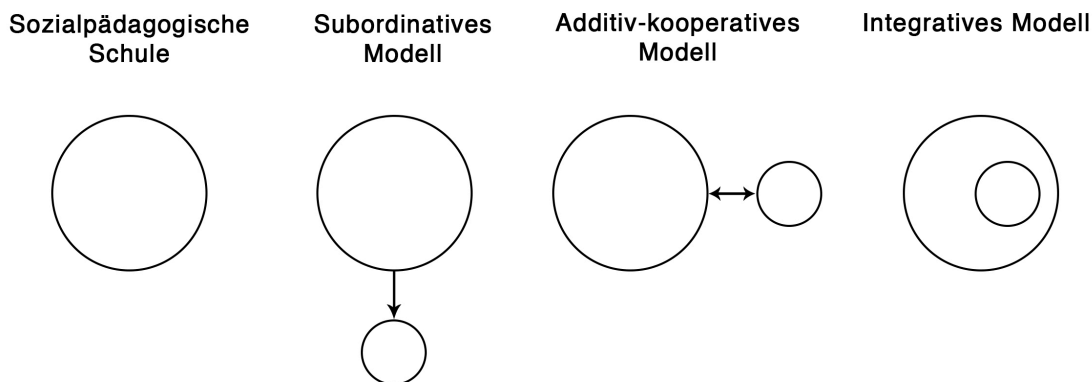 Sozialpädagogische
Schule
Subordinatives
Modell
Additiv-kooperatives
Modell
Integratives Modell